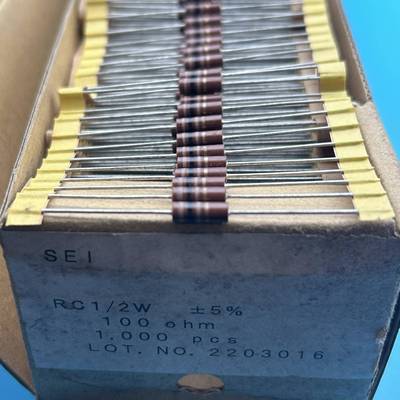 SEI
RC1/2W ±5%
100 ohm
1,000 pcs
LOT. NO. 2203016